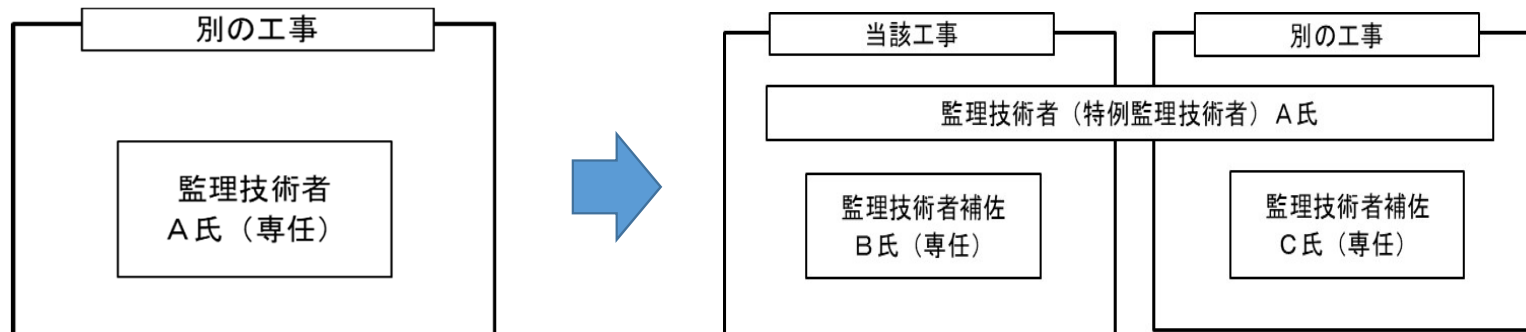 別の工事
監理技術者
A氏（専任）
当該工事
別の工事
監理技術者（特例監理技術者）A氏
監理技術者補佐
B氏（専任）
監理技術者補佐
C氏（専任）